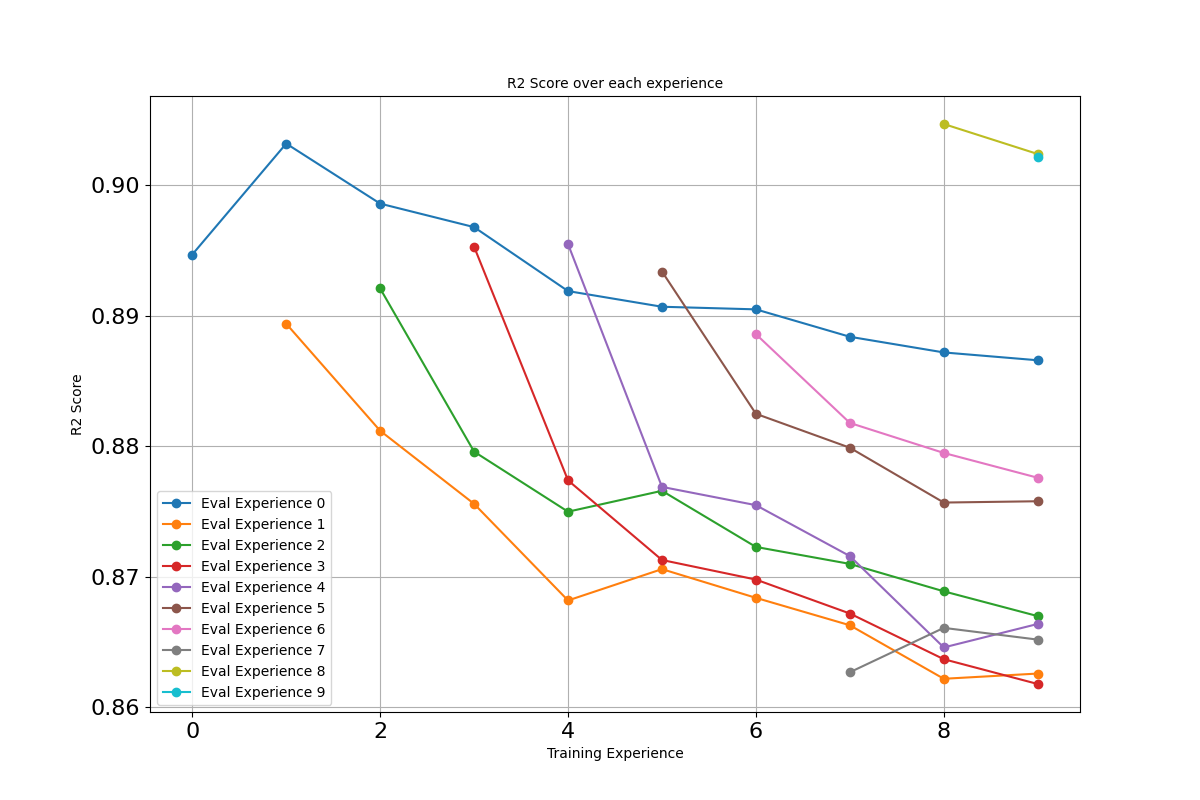 R2 Score over each experience
R2 Score
0.90
0.89
0.88
0.87
0.86
Eval Experience 0
Eval Experience 1
Eval Experience 2
Eval Experience 3
Eval Experience 4
Eval Experience 5
Eval Experience 6
Eval Experience 7
Eval Experience 8
Eval Experience 9
0 2 4 6 8
Training Experience